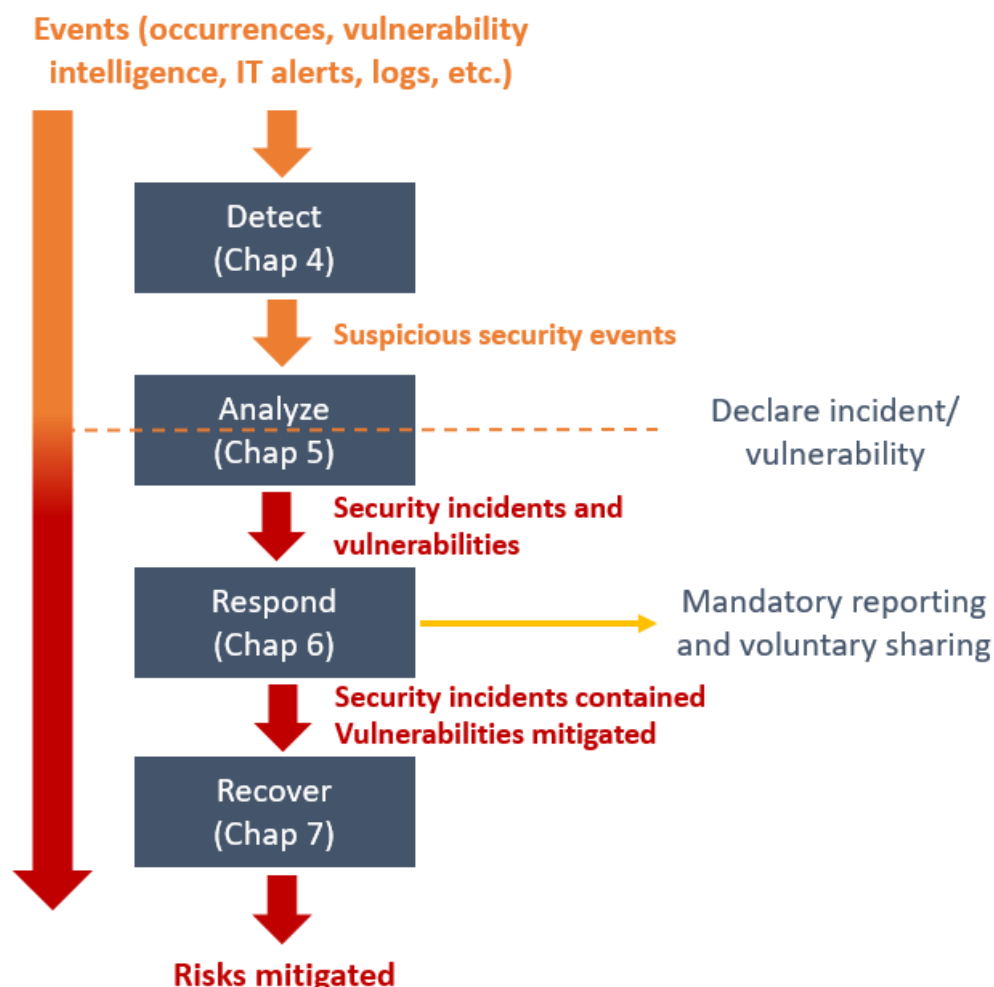 Events (occurrences, vulnerability
intelligence, IT alerts, logs, etc.)
Detect
(Chap 4)
Suspicious security events
Analyze
(Chap 5)
Declare incident/
vulnerability
Security incidents and
vulnerabilities
Respond
(Chap 6)
Mandatory reporting
and voluntary sharing
Security incidents contained
Vulnerabilities mitigated
Recover
(Chap 7)
Risks mitigated